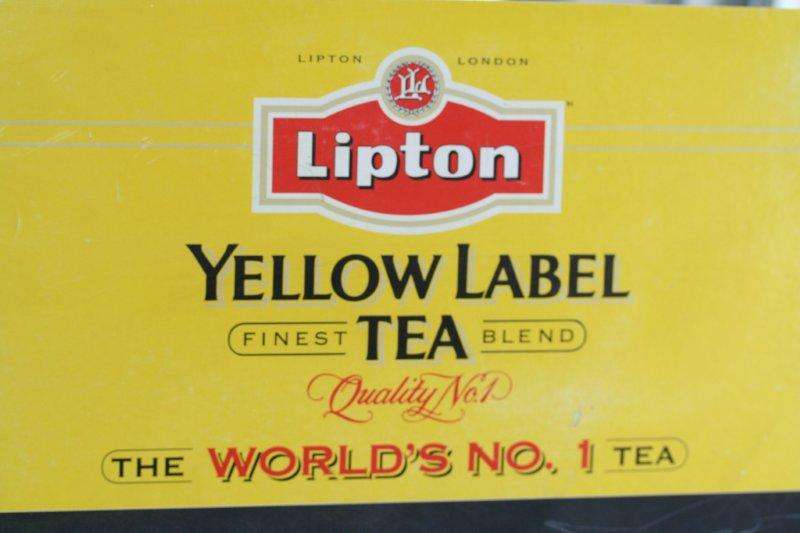 LIPTON LONDON
Lipton
YELLOW LABEL
FINEST TEA BLEND
Quality No.1
THE WORLD'S NO. 1 TEA